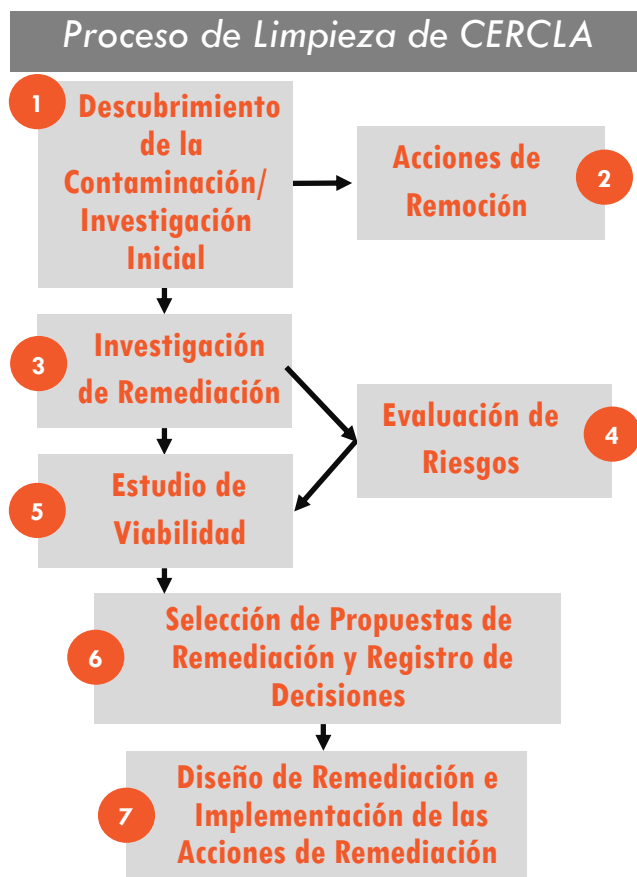 Proceso de Limpieza de CERCLA
1
Descubrimiento
de la
Contaminación/
Investigación
Inicial
Acciones de
Remoción
2
3
Investigación
de Remediación
Evaluación de
Riesgos
4
5
Estudio de
Viabilidad
6
Selección de Propuestas de
Remediación y Registro de
Decisiones
7
Diseño de Remediación e
Implementación de las
Acciones de Remediación